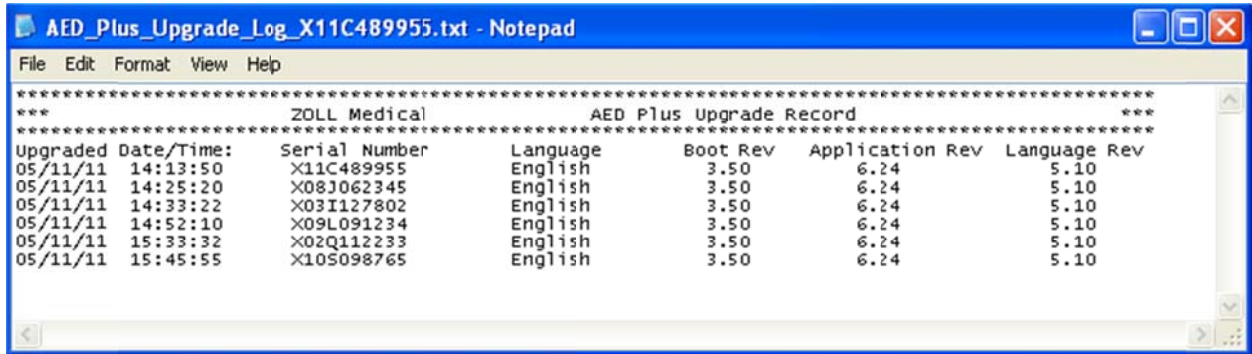 AED_Plus_Upgrade_Log_X11C489955.txt - Notepad
File Edit Format View Help
************************************************************************************************
*** ZOLL Medical AED Plus Upgrade Record ***
************************************************************************************************
Upgraded Date/Time: Serial Number Language Boot Rev Application Rev Language Rev
05/11/11 14:13:50 X11C489955 English 3.50 6.24 5.10
05/11/11 14:25:20 X08J062345 English 3.50 6.24 5.10
05/11/11 14:33:22 X03I127802 English 3.50 6.24 5.10
05/11/11 14:52:10 X09L091234 English 3.50 6.24 5.10
05/11/11 15:33:32 X02Q112233 English 3.50 6.24 5.10
05/11/11 15:45:55 X10S098765 English 3.50 6.24 5.10